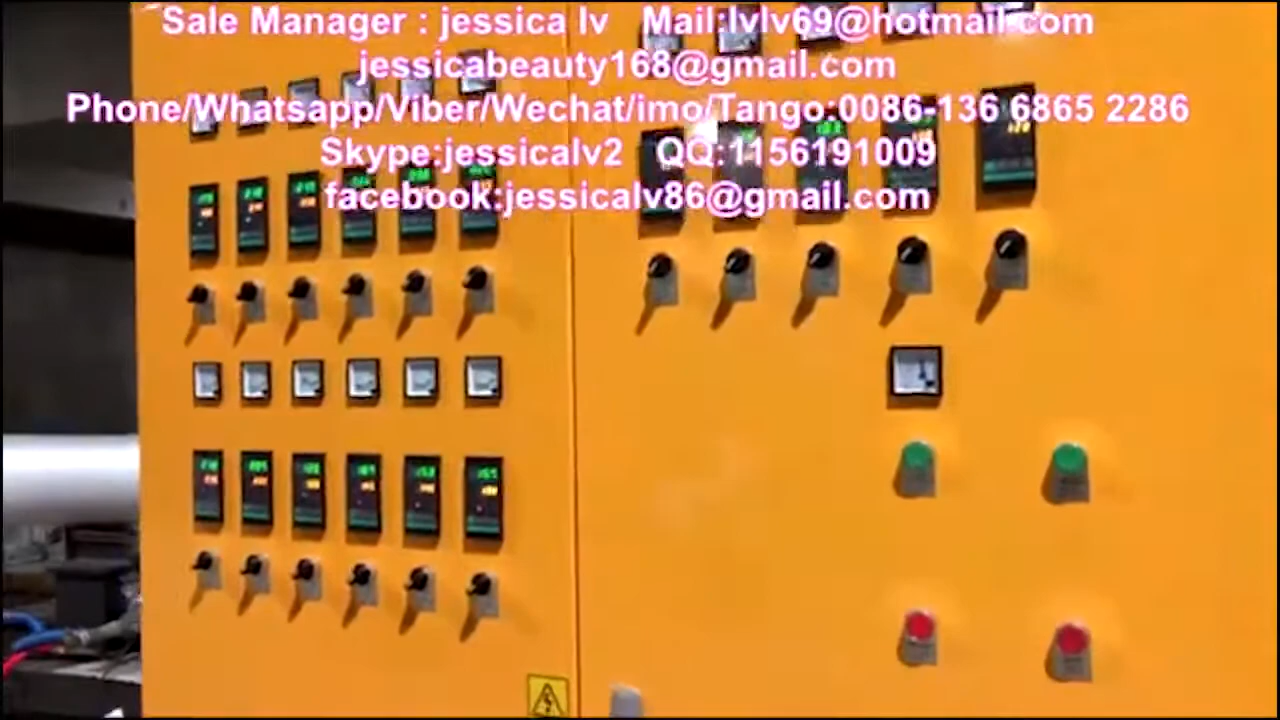 Sale Manager : jessica lv Mail:lvlv69@hotmail.com
jessicabeauty168@gmail.com
Phone/Whatsapp/Viber/Wechat/imo/Tango:0086-136 6865 2286
Skype:jessicalv2 QQ:1156191009
facebook:jessicalv86@gmail.com